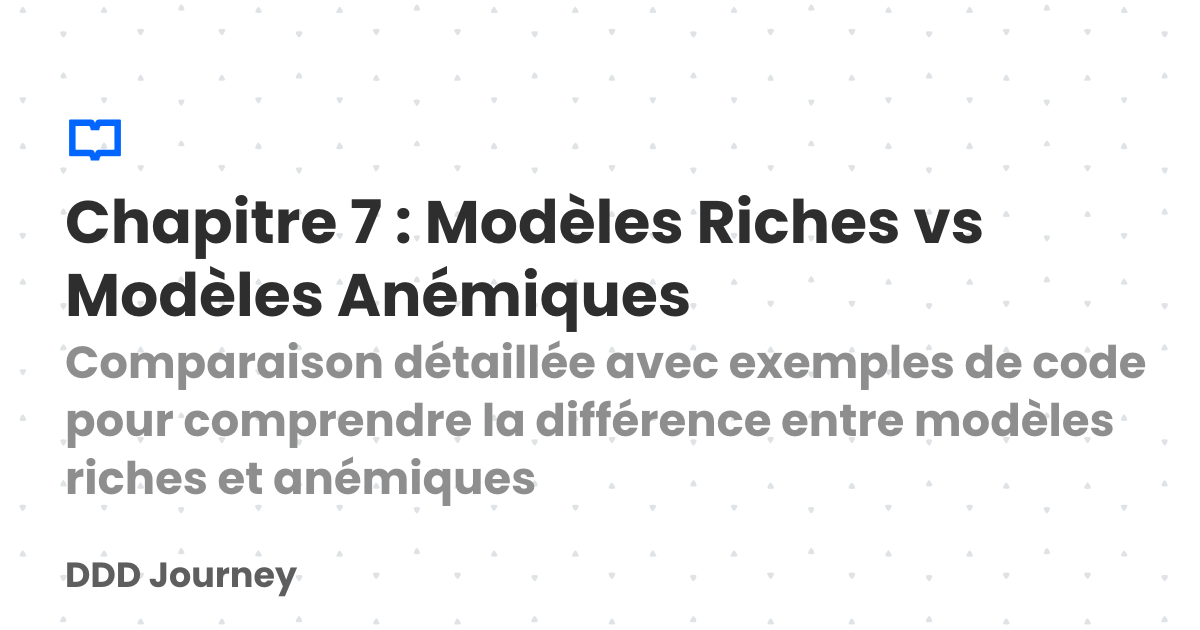 Chapitre 7 : Modèles Riches vs
Modèles Anémiques
Comparaison détaillée avec exemples de code
pour comprendre la différence entre modèles
riches et anémiques
DDD Journey